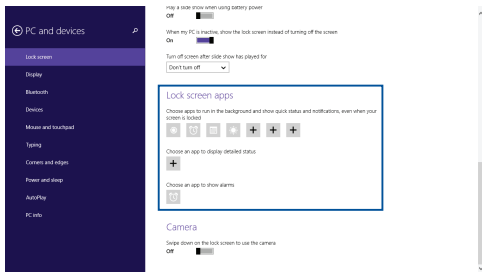 PC and devices
Lock screen
Display
Bluetooth
Devices
Mouse and touchpad
Typing
Corners and edges
Power and sleep
AutoPlay
PC info
Play a slide show when using battery power
Off
When my PC is inactive, show the lock screen instead of turning off the screen
On
Turn off screen after slide show has played for
Don't turn off
Lock screen apps
Choose apps to run in the background and show quick status and notifications, even when your
screen is locked
Choose an app to display detailed status
Choose an app to show alarms
Camera
Swipe down on the lock screen to use the camera
Off